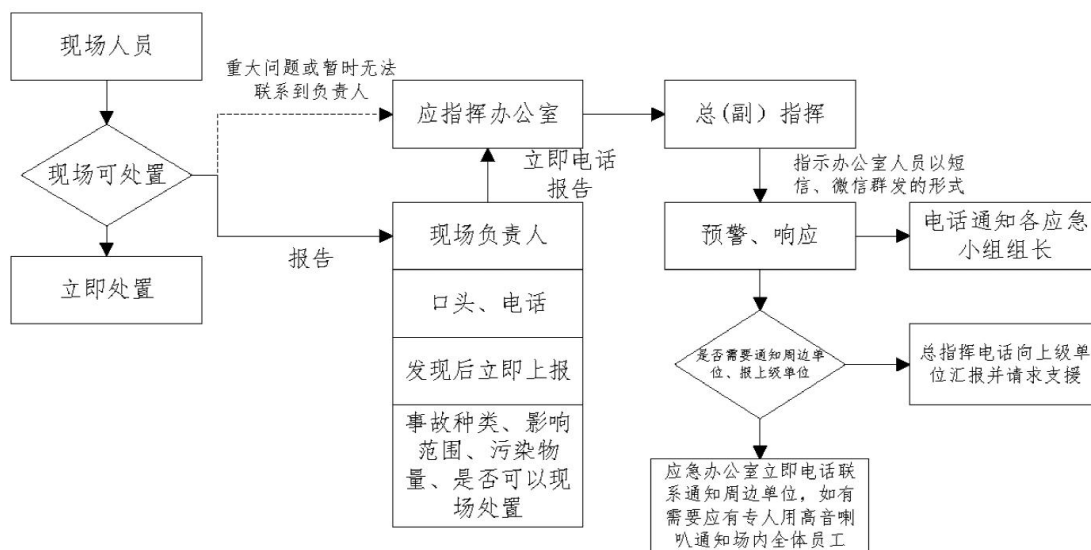 现场人员
现场可处置
立即处置
重大问题或暂时无法
联系到负责人
报告
应指挥办公室
立即电话
报告
现场负责人
口头、电话
发现后立即上报
事故种类、影响
范围、污染物
量、是否可以现
场处置
总(副)指挥
指示办公室人员以短
信、微信群发的形式
预警、响应
电话通知各应急
小组组长
是否需要通知周边单
位、报上级单位
总指挥电话向上级单
位汇报并请求支援
应急办公室立即电话联
系通知周边单位，如有
需要应有专人用高音喇
叭通知场内全体员工